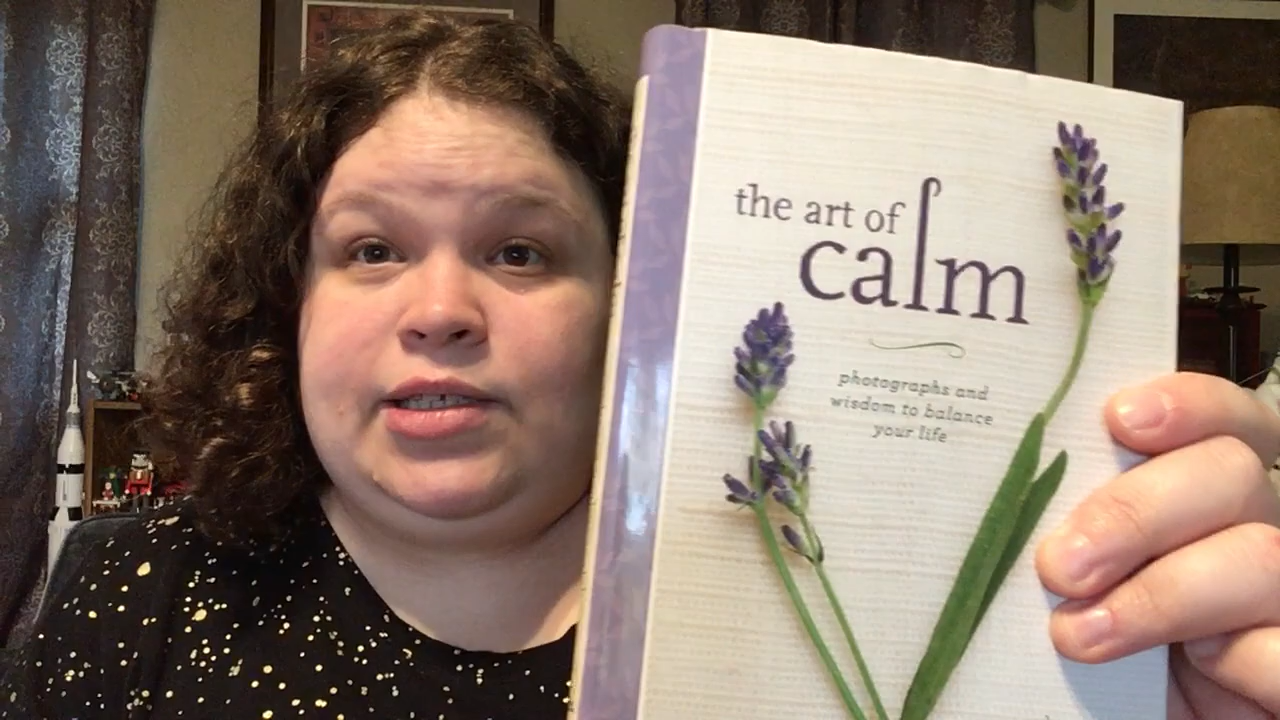 the art of
calm
photographs and
wisdom to balance
your life